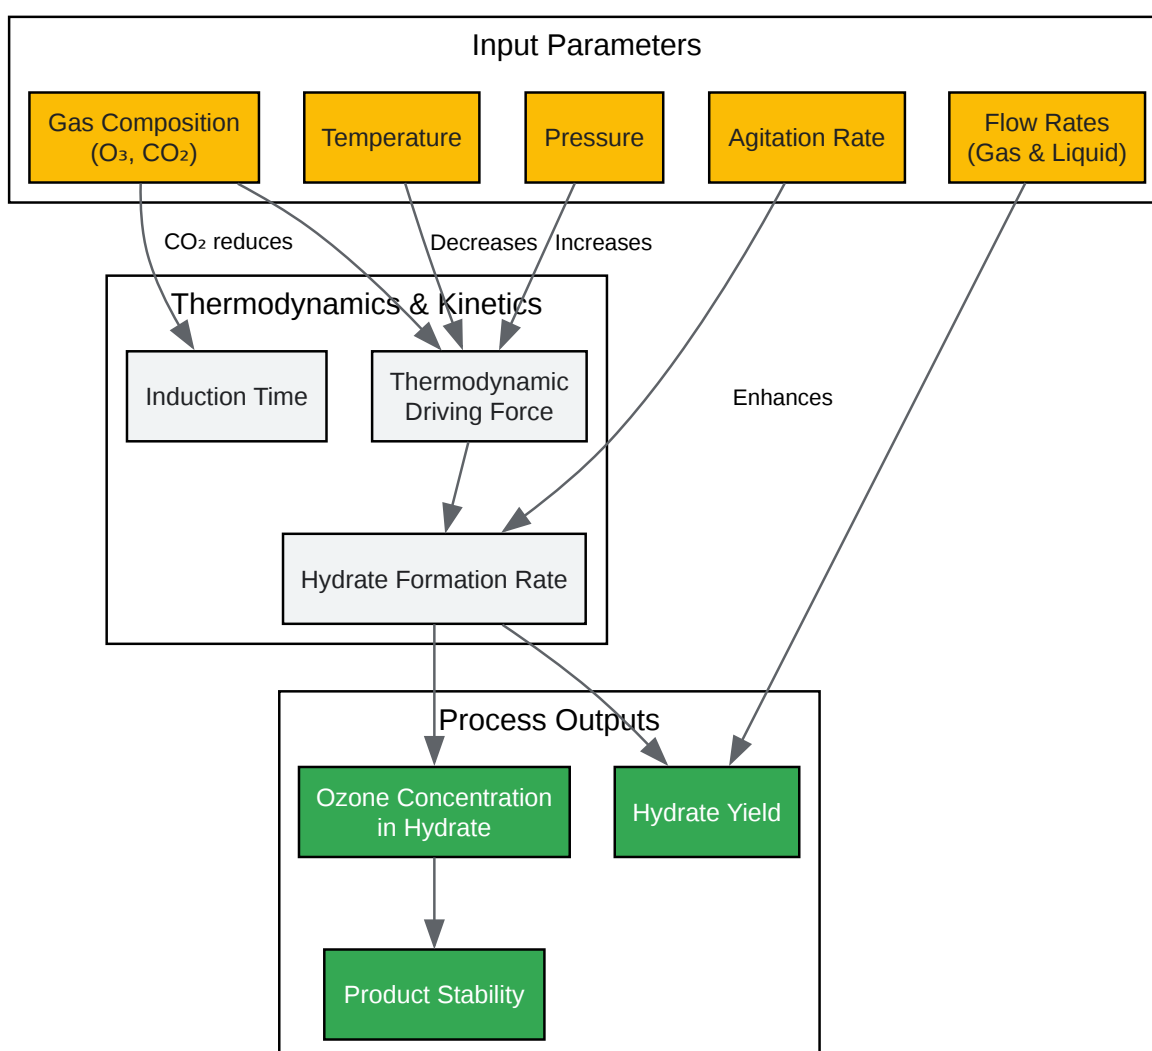 Input Parameters
Gas Composition
(O₃, CO₂)
Temperature
Pressure
Agitation Rate
Flow Rates
(Gas & Liquid)
CO₂ reduces
Decreases
Increases
Thermodynamics & Kinetics
Induction Time
Thermodynamic
Driving Force
Enhances
Hydrate Formation Rate
Process Outputs
Ozone Concentration
in Hydrate
Hydrate Yield
Product Stability